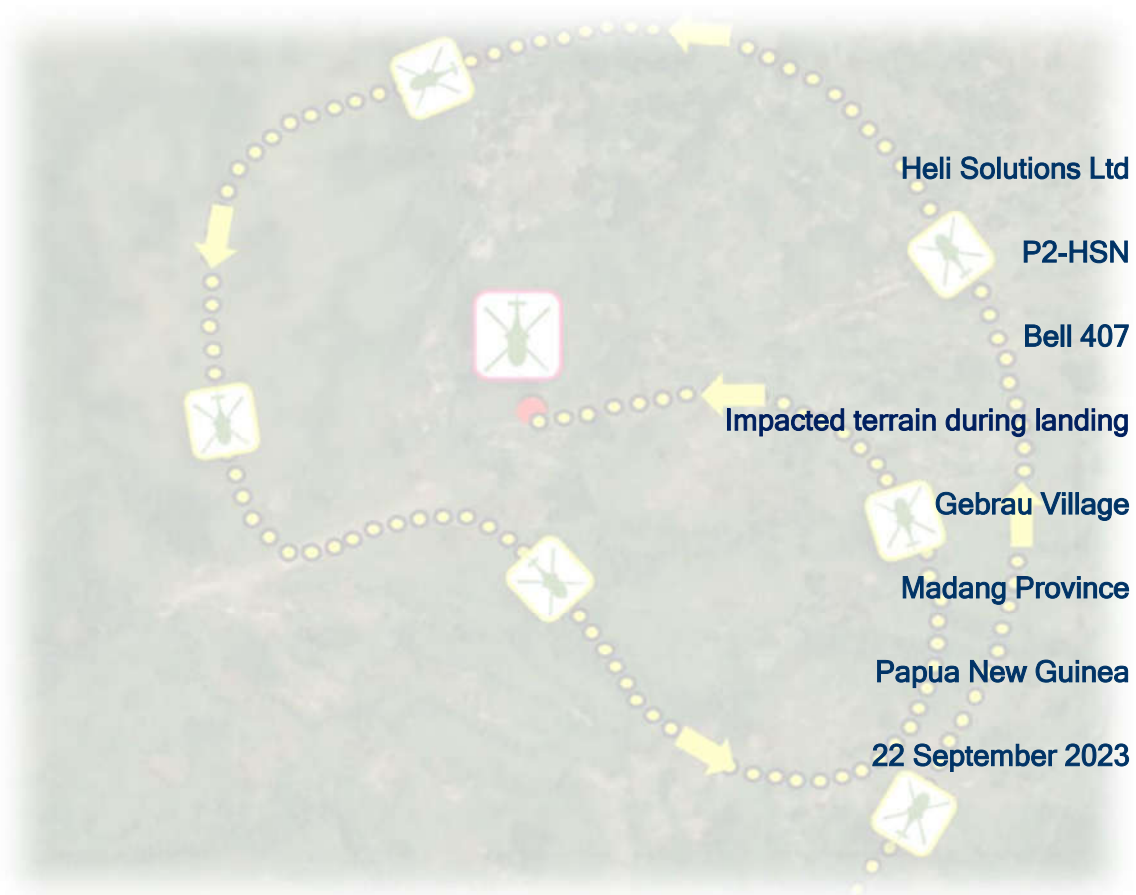 Heli Solutions Ltd
P2-HSN
Bell 407
Impacted terrain during landing
Gebrau Village
Madang Province
Papua New Guinea
22 September 2023